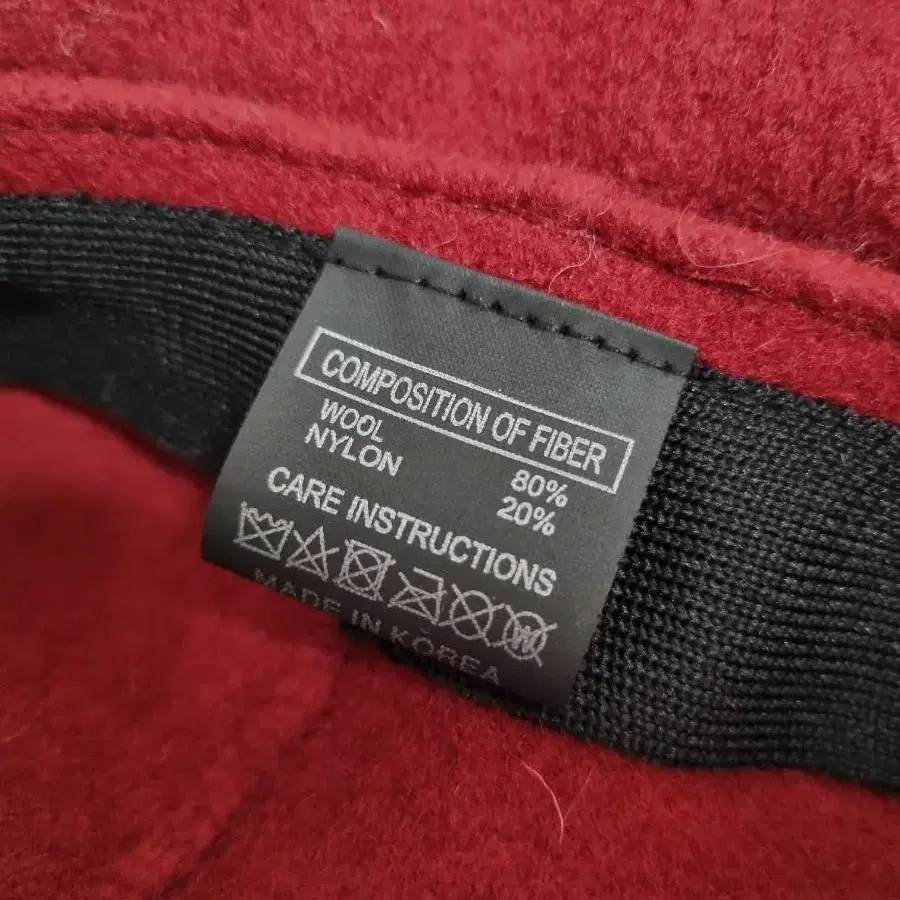 COMPOSITION OF FIBER
WOOL 80%
NYLON 20%
CARE INSTRUCTIONS
W
MADE IN KOREA